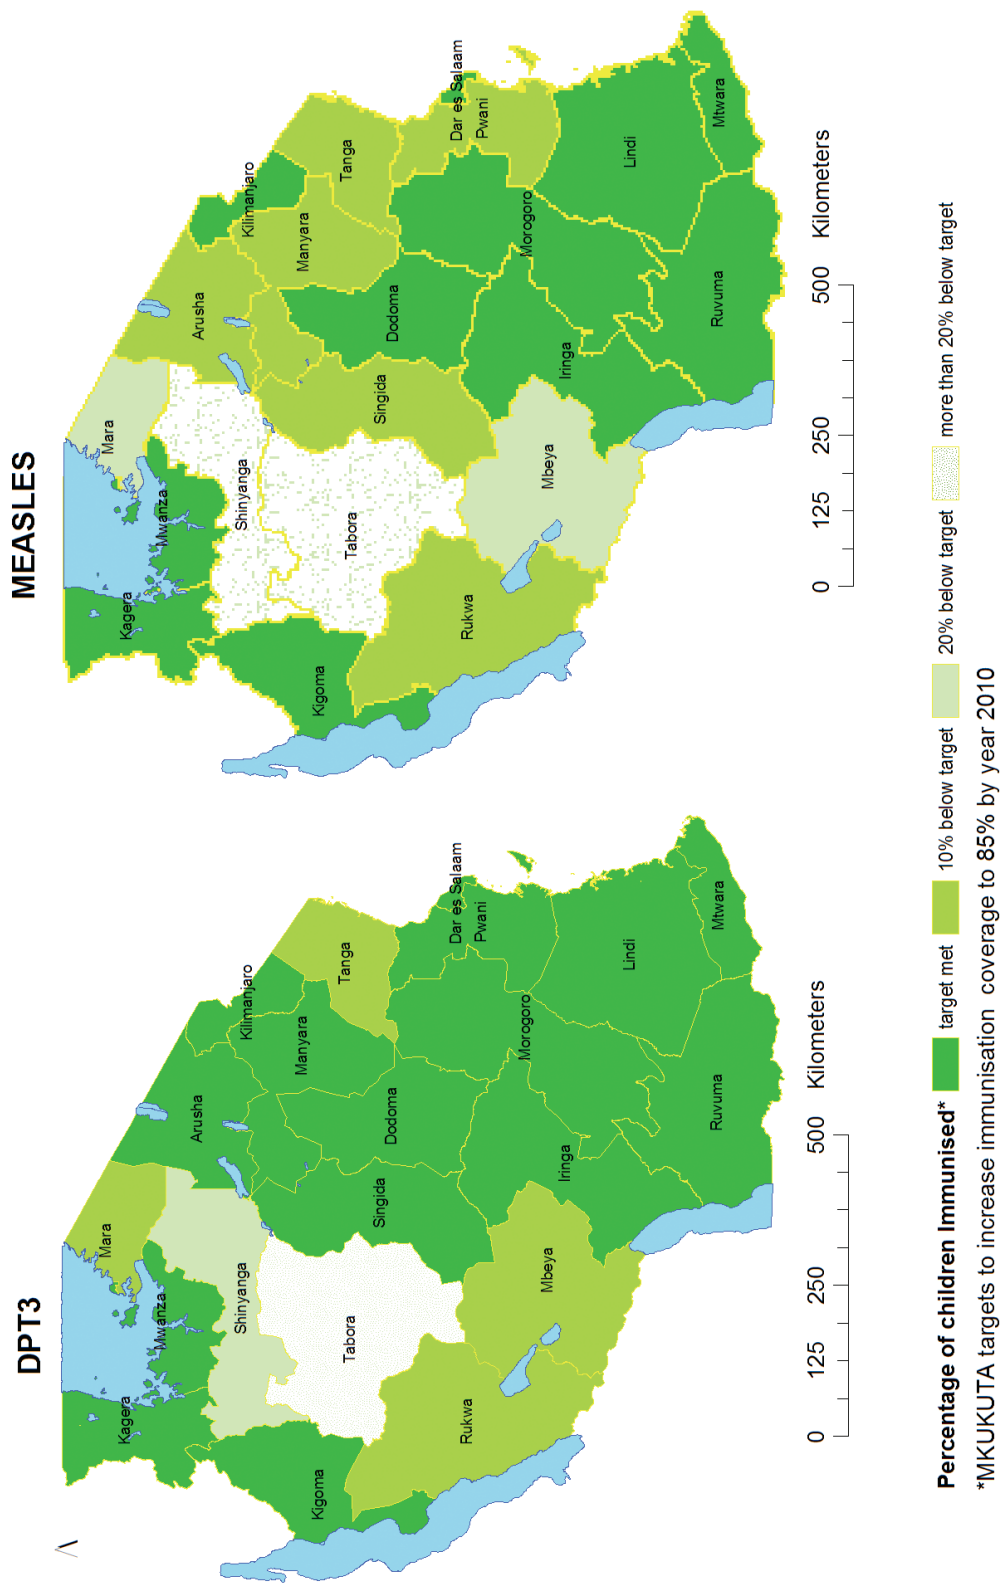 DPT3
Kagera
Mwanza
Mara
Shinyanga
Arusha
Kilimanjaro
Kigoma
Tabora
Singida
Manyara
Tanga
Dodoma
Rukwa
Mbeya
Iringa
Morogoro
Dar es Salaam
Pwani
Lindi
Ruvuma
Mtwara
0 125 250 500 Kilometers
MEASLES
Kagera
Mwanza
Mara
Shinyanga
Arusha
Kilimanjaro
Kigoma
Tabora
Singida
Manyara
Tanga
Dodoma
Rukwa
Mbeya
Iringa
Morogoro
Dar es Salaam
Pwani
Lindi
Ruvuma
Mtwara
0 125 250 500 Kilometers
Percentage of children Immunised* target met 10% below target 20% below target more than 20% below target
*MKUKUTA targets to increase immunisation coverage to 85% by year 2010